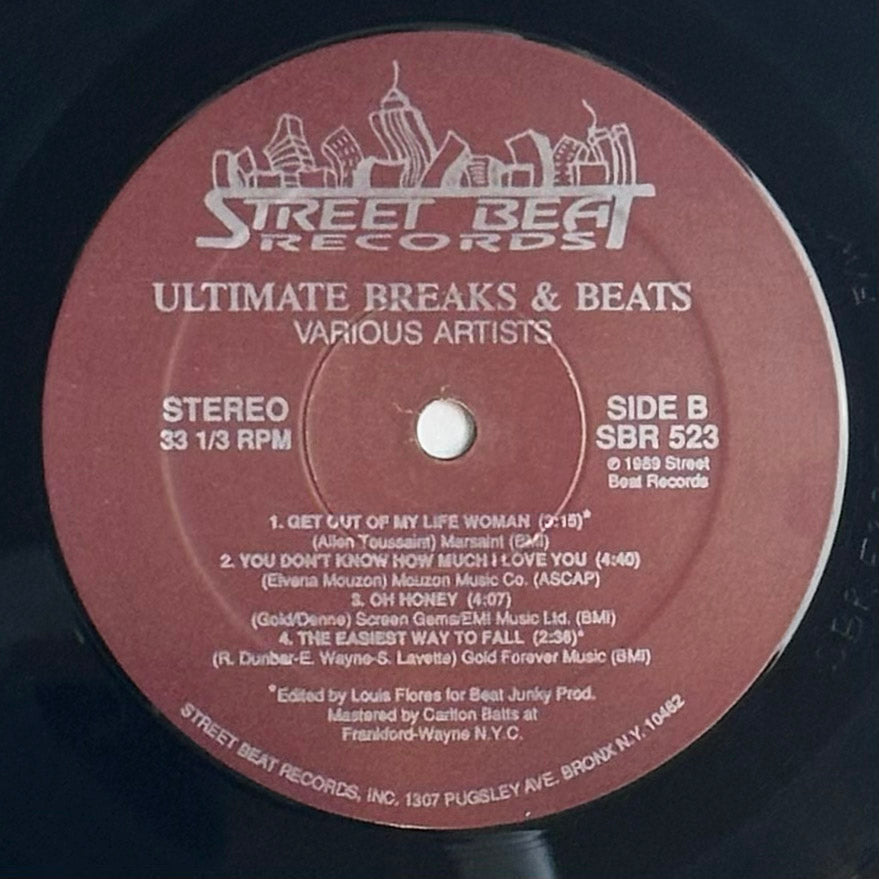 STREET BEAT
RECORDS
ULTIMATE BREAKS & BEATS
VARIOUS ARTISTS
STEREO
33 1/3 RPM
SIDE B
SBR 523
℗ 1989 Street
Beat Records
1. GET OUT OF MY LIFE WOMAN (3:15)*
(Allen Toussaint) Marsaint (BMI)
2. YOU DON'T KNOW HOW MUCH I LOVE YOU (4:40)
(Elvena Mouzon) Mouzon Music Co. (ASCAP)
3. OH HONEY (4:07)
(Gold/Denne) Screen Gems/EMI Music Ltd. (BMI)
4. THE EASIEST WAY TO FALL (2:36)*
(R. Dunbar-E. Wayne-S. Lavette) Gold Forever Music (BMI)
*Edited by Louis Flores for Beat Junky Prod.
Mastered by Carlton Batts at
Frankford-Wayne N.Y.C.
STREET BEAT RECORDS, INC. 1307 PUGSLEY AVE. BRONX N.Y. 10462